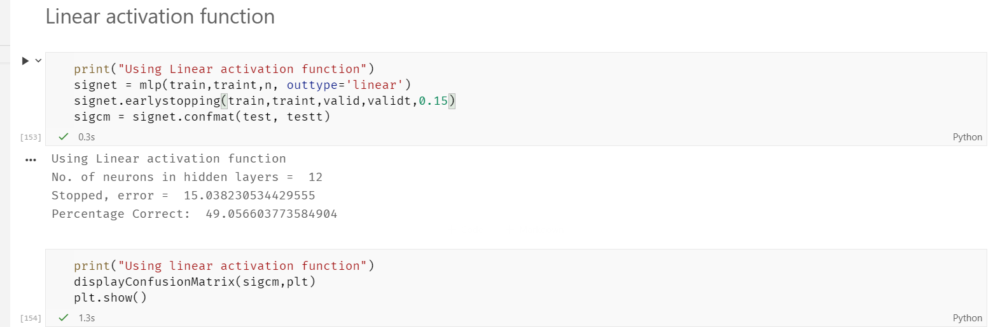 Linear activation function
print("Using Linear activation function")
signet = mlp(train,traint,n, outtype='linear')
signet.earlystopping(train,traint,valid,validt,0.15)
sigcm = signet.confmat(test, testt)
[153]
0.3s
Python
Using Linear activation function
No. of neurons in hidden layers =  12
Stopped, error =  15.038230534429555
Percentage Correct:  49.056603773584904
print("Using linear activation function")
displayConfusionMatrix(sigcm,plt)
plt.show()
[154]
1.3s
Python